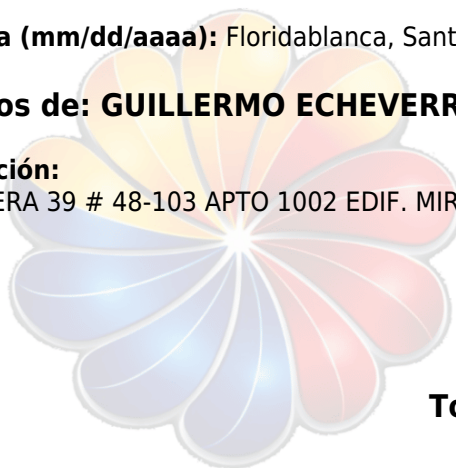 a (mm/dd/aaaa): Floridablanca, Sant
os de: GUILLERMO ECHEVERR
ción:
ERA 39 # 48-103 APTO 1002 EDIF. MIR
To